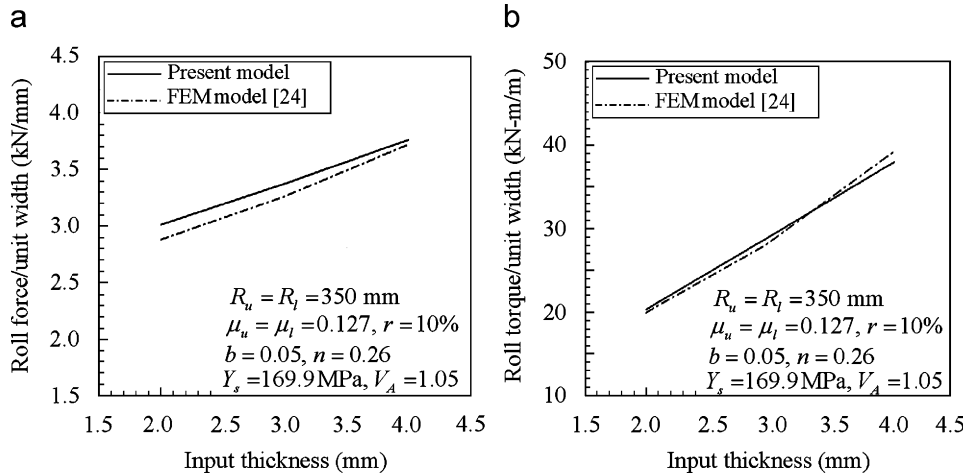 a
Roll force/unit width (kN/mm)
4.5
4.0
3.5
3.0
2.5
2.0
1.5
Present model
FEM model [24]
R_u = R_l = 350 mm
μ_u = μ_l = 0.127, r = 10%
b = 0.05, n = 0.26
Y_s = 169.9 MPa, V_A = 1.05
1.5 2.0 2.5 3.0 3.5 4.0 4.5
Input thickness (mm)
b
Roll torque/unit width (kN-m/m)
50
40
30
20
10
Present model
FEM model [24]
R_u = R_l = 350 mm
μ_u = μ_l = 0.127, r = 10%
b = 0.05, n = 0.26
Y_s = 169.9 MPa, V_A = 1.05
1.5 2.0 2.5 3.0 3.5 4.0 4.5
Input thickness (mm)